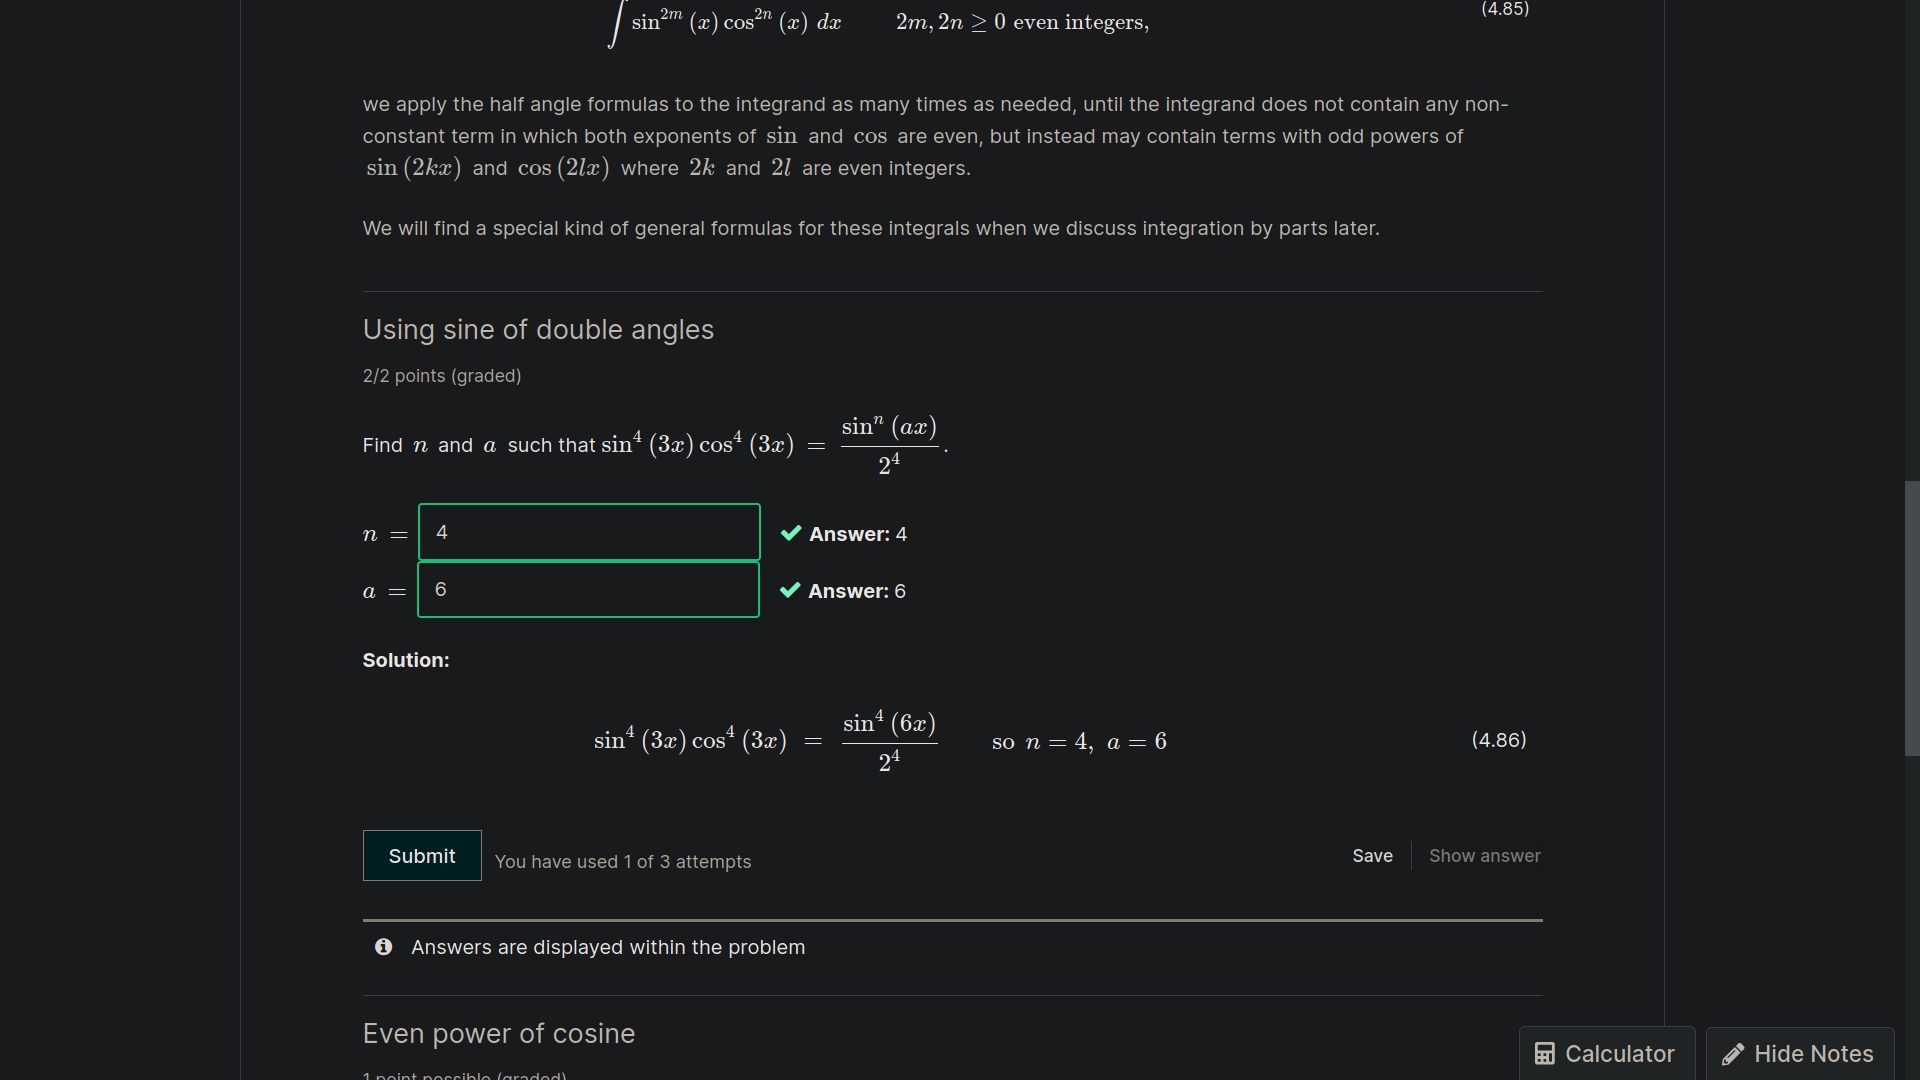 ∫ sin^{2m} (x) cos^{2n} (x) dx 2m, 2n ≥ 0 even integers, (4.85)
we apply the half angle formulas to the integrand as many times as needed, until the integrand does not contain any non-
constant term in which both exponents of sin and cos are even, but instead may contain terms with odd powers of
sin (2kx) and cos (2lx) where 2k and 2l are even integers.
We will find a special kind of general formulas for these integrals when we discuss integration by parts later.
Using sine of double angles
2/2 points (graded)
Find n and a such that sin^4 (3x) cos^4 (3x) = \frac{sin^n (ax)}{2^4}.
n = 4 ✔ Answer: 4
a = 6 ✔ Answer: 6
Solution:
sin^4 (3x) cos^4 (3x) = \frac{sin^4 (6x)}{2^4} so n = 4, a = 6 (4.86)
Submit You have used 1 of 3 attempts Save Show answer
Answers are displayed within the problem
Even power of cosine
1 point possible (graded)
Calculator Hide Notes